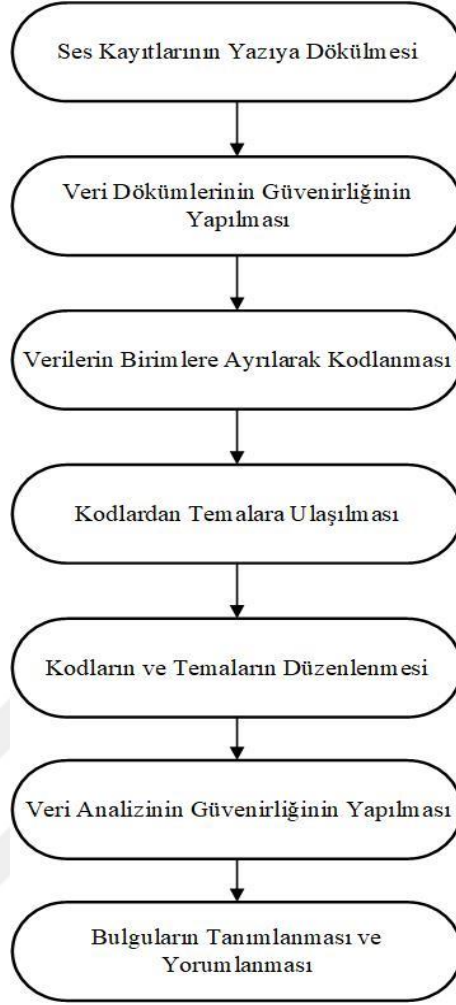 Ses Kayıtlarının Yazıya Dökülmesi
Veri Dökümlerinin Güvenirliğinin
Yapılması
Verilerin Birimlere Ayrılarak Kodlanması
Kodlardan Temalara Ulaşılması
Kodların ve Temaların Düzenlenmesi
Veri Analizinin Güvenirliğinin Yapılması
Bulguların Tanımlanması ve
Yorumlanması